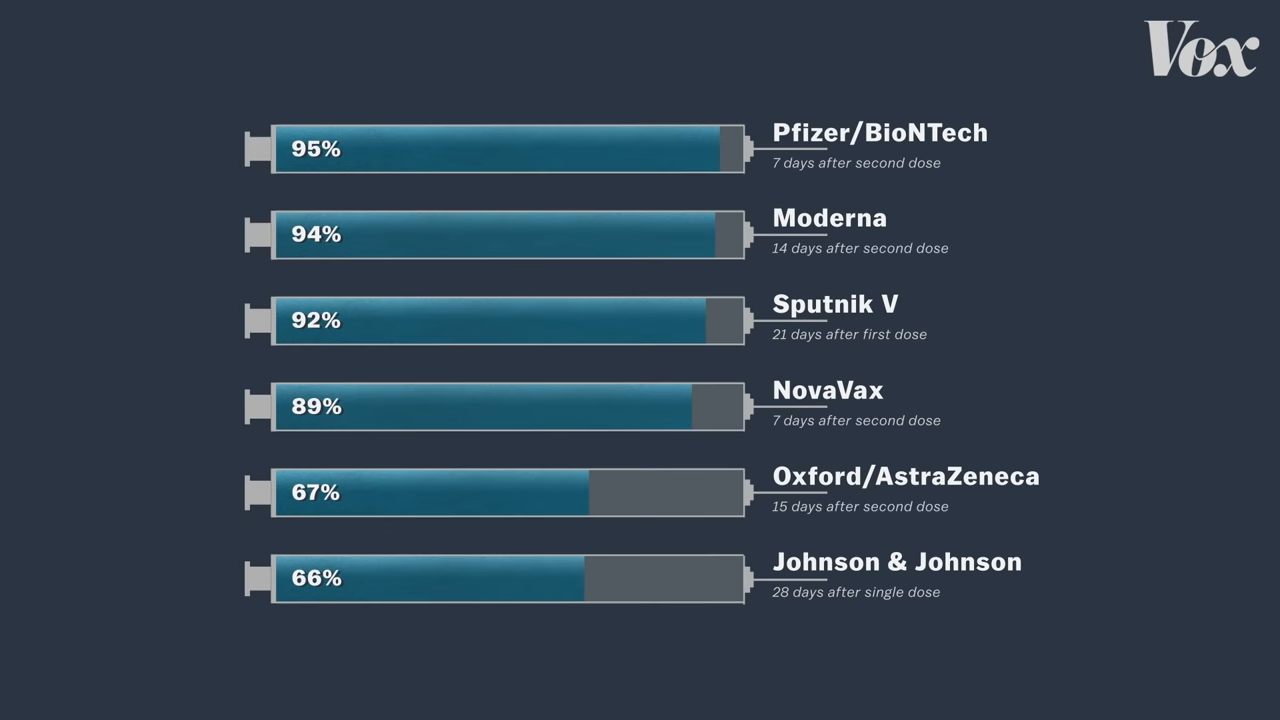 Vox
95%
Pfizer/BioNTech
7 days after second dose
94%
Moderna
14 days after second dose
92%
Sputnik V
21 days after first dose
89%
NovaVax
7 days after second dose
67%
Oxford/AstraZeneca
15 days after second dose
66%
Johnson & Johnson
28 days after single dose